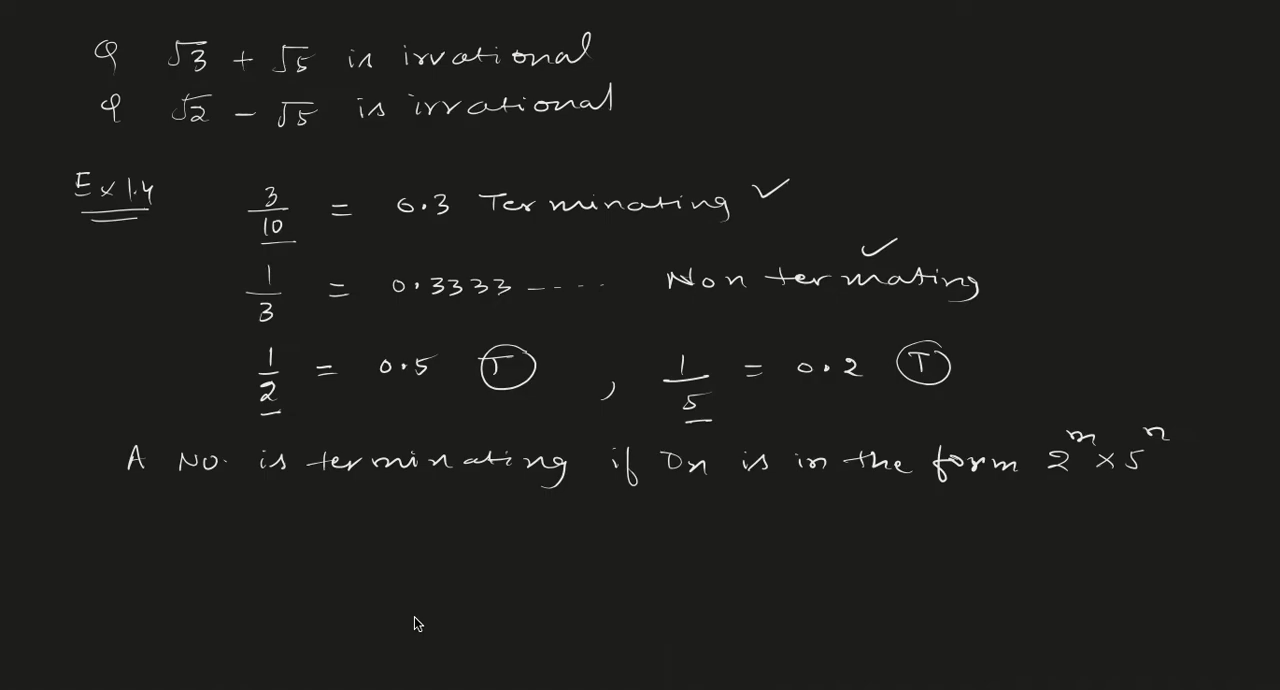 Q √3 + √5 is irrational
Q √2 - √5 is irrational
Ex 1.4 3/10 = 0.3 Terminating ✓
1/3 = 0.3333 ---- .... Non termating ✓
1/2 = 0.5 (T) , 1/5 = 0.2 (T)
A No. is terminating if Dn is in the form 2^m × 5^n